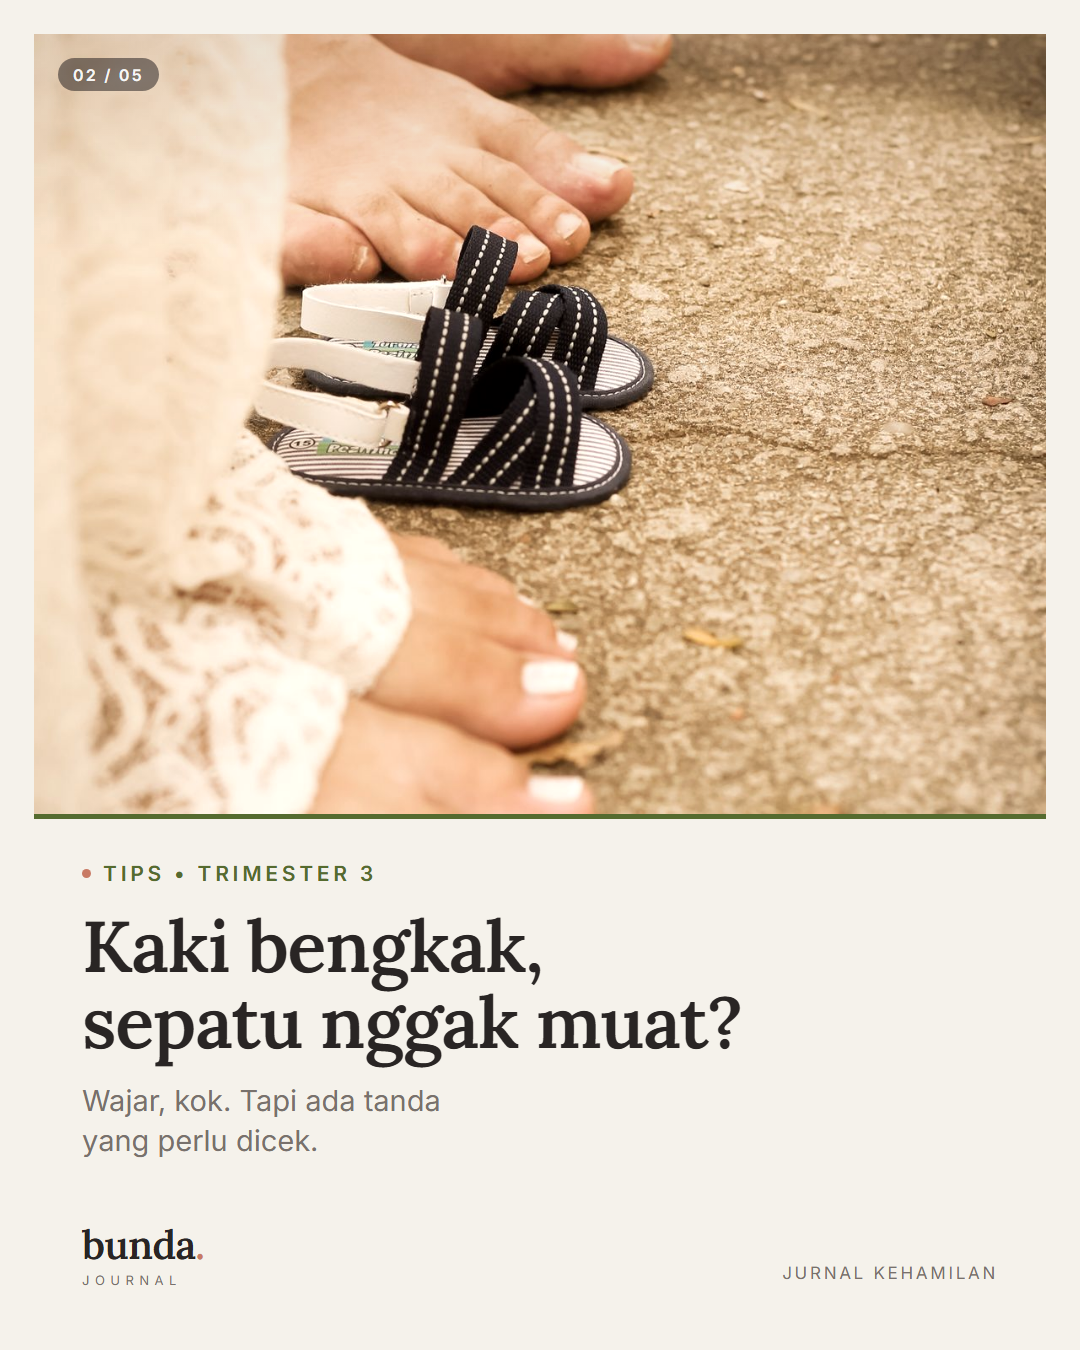 02 / 05
TIPS • TRIMESTER 3
Kaki bengkak,
sepatu nggak muat?
Wajar, kok. Tapi ada tanda
yang perlu dicek.
bunda.
JOURNAL
JURNAL KEHAMILAN